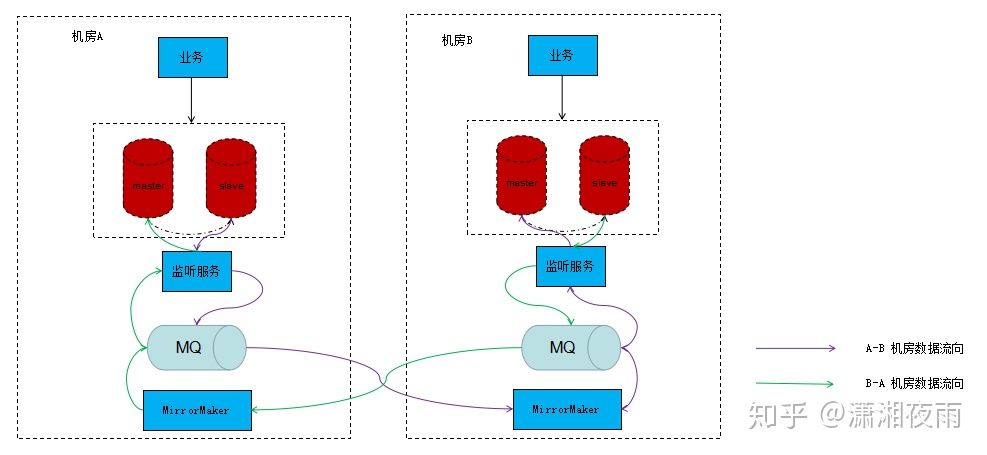 机房A
业务
master
slave
监听服务
MQ
MirrorMaker
机房B
业务
master
slave
监听服务
MQ
MirrorMaker
A-B 机房数据流向
B-A 机房数据流向
知乎 @潇湘夜雨